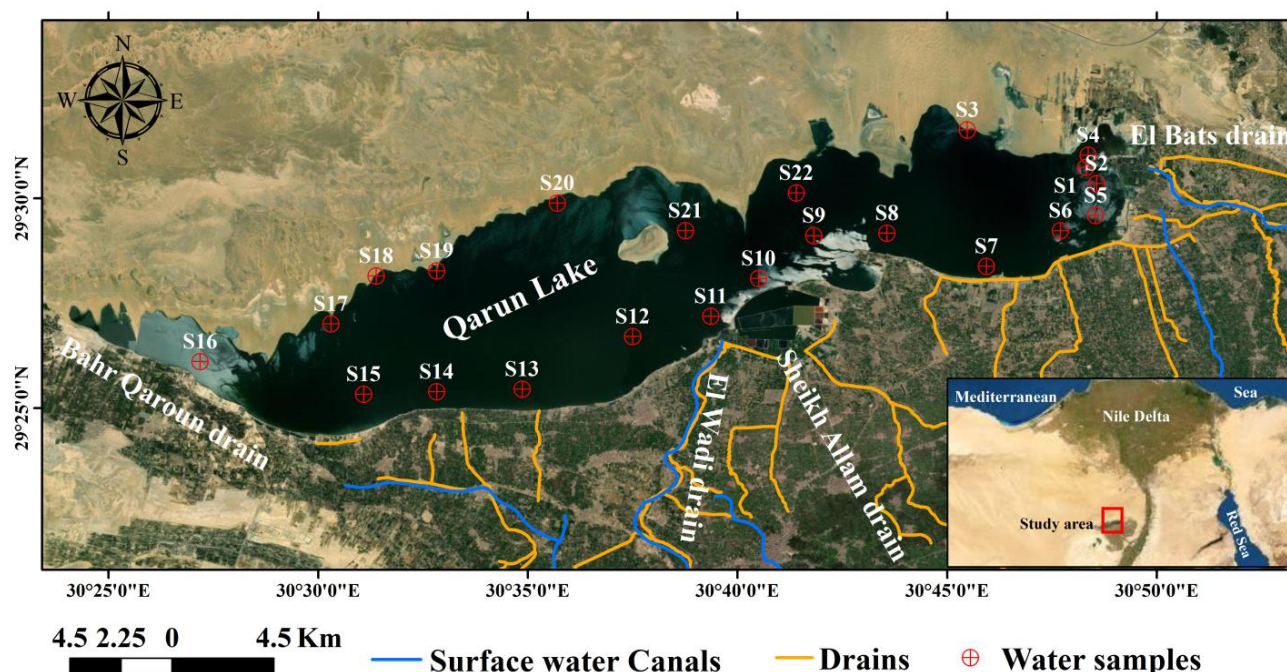 N
W
E
S
S3
S4
El Bats drain
S2
S1
S5
S6
S22
S20
S21
S9
S8
S7
S18
S19
S10
Qarun Lake
S17
S11
S12
S16
S15
S14
S13
Bahr Qaroun drain
El Wadi drain
Sheikh Allam drain
29°30'0"N
29°25'0"N
Mediterranean
Sea
Nile Delta
Study area
Red Sea
30°25'0"E
30°30'0"E
30°35'0"E
30°40'0"E
30°45'0"E
30°50'0"E
4.5 2.25 0 4.5 Km
Surface water Canals
Drains
Water samples